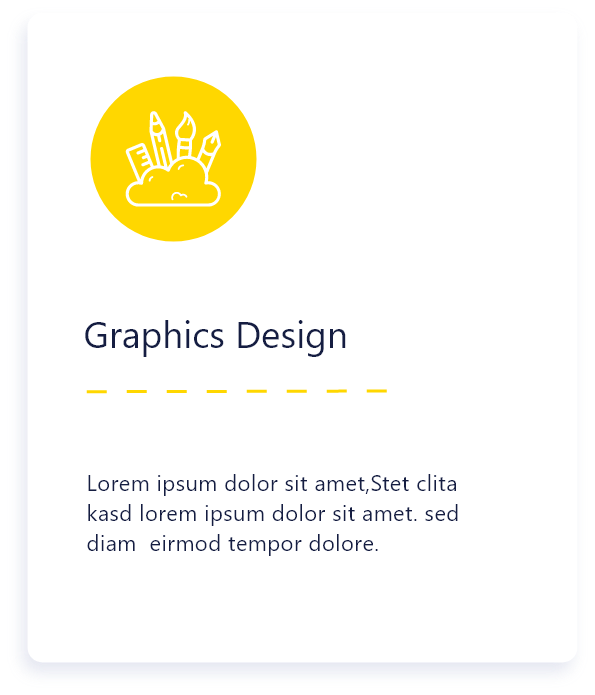 Graphics Design
Lorem ipsum dolor sit amet,Stet clita
kasd lorem ipsum dolor sit amet. sed
diam  eirmod tempor dolore.